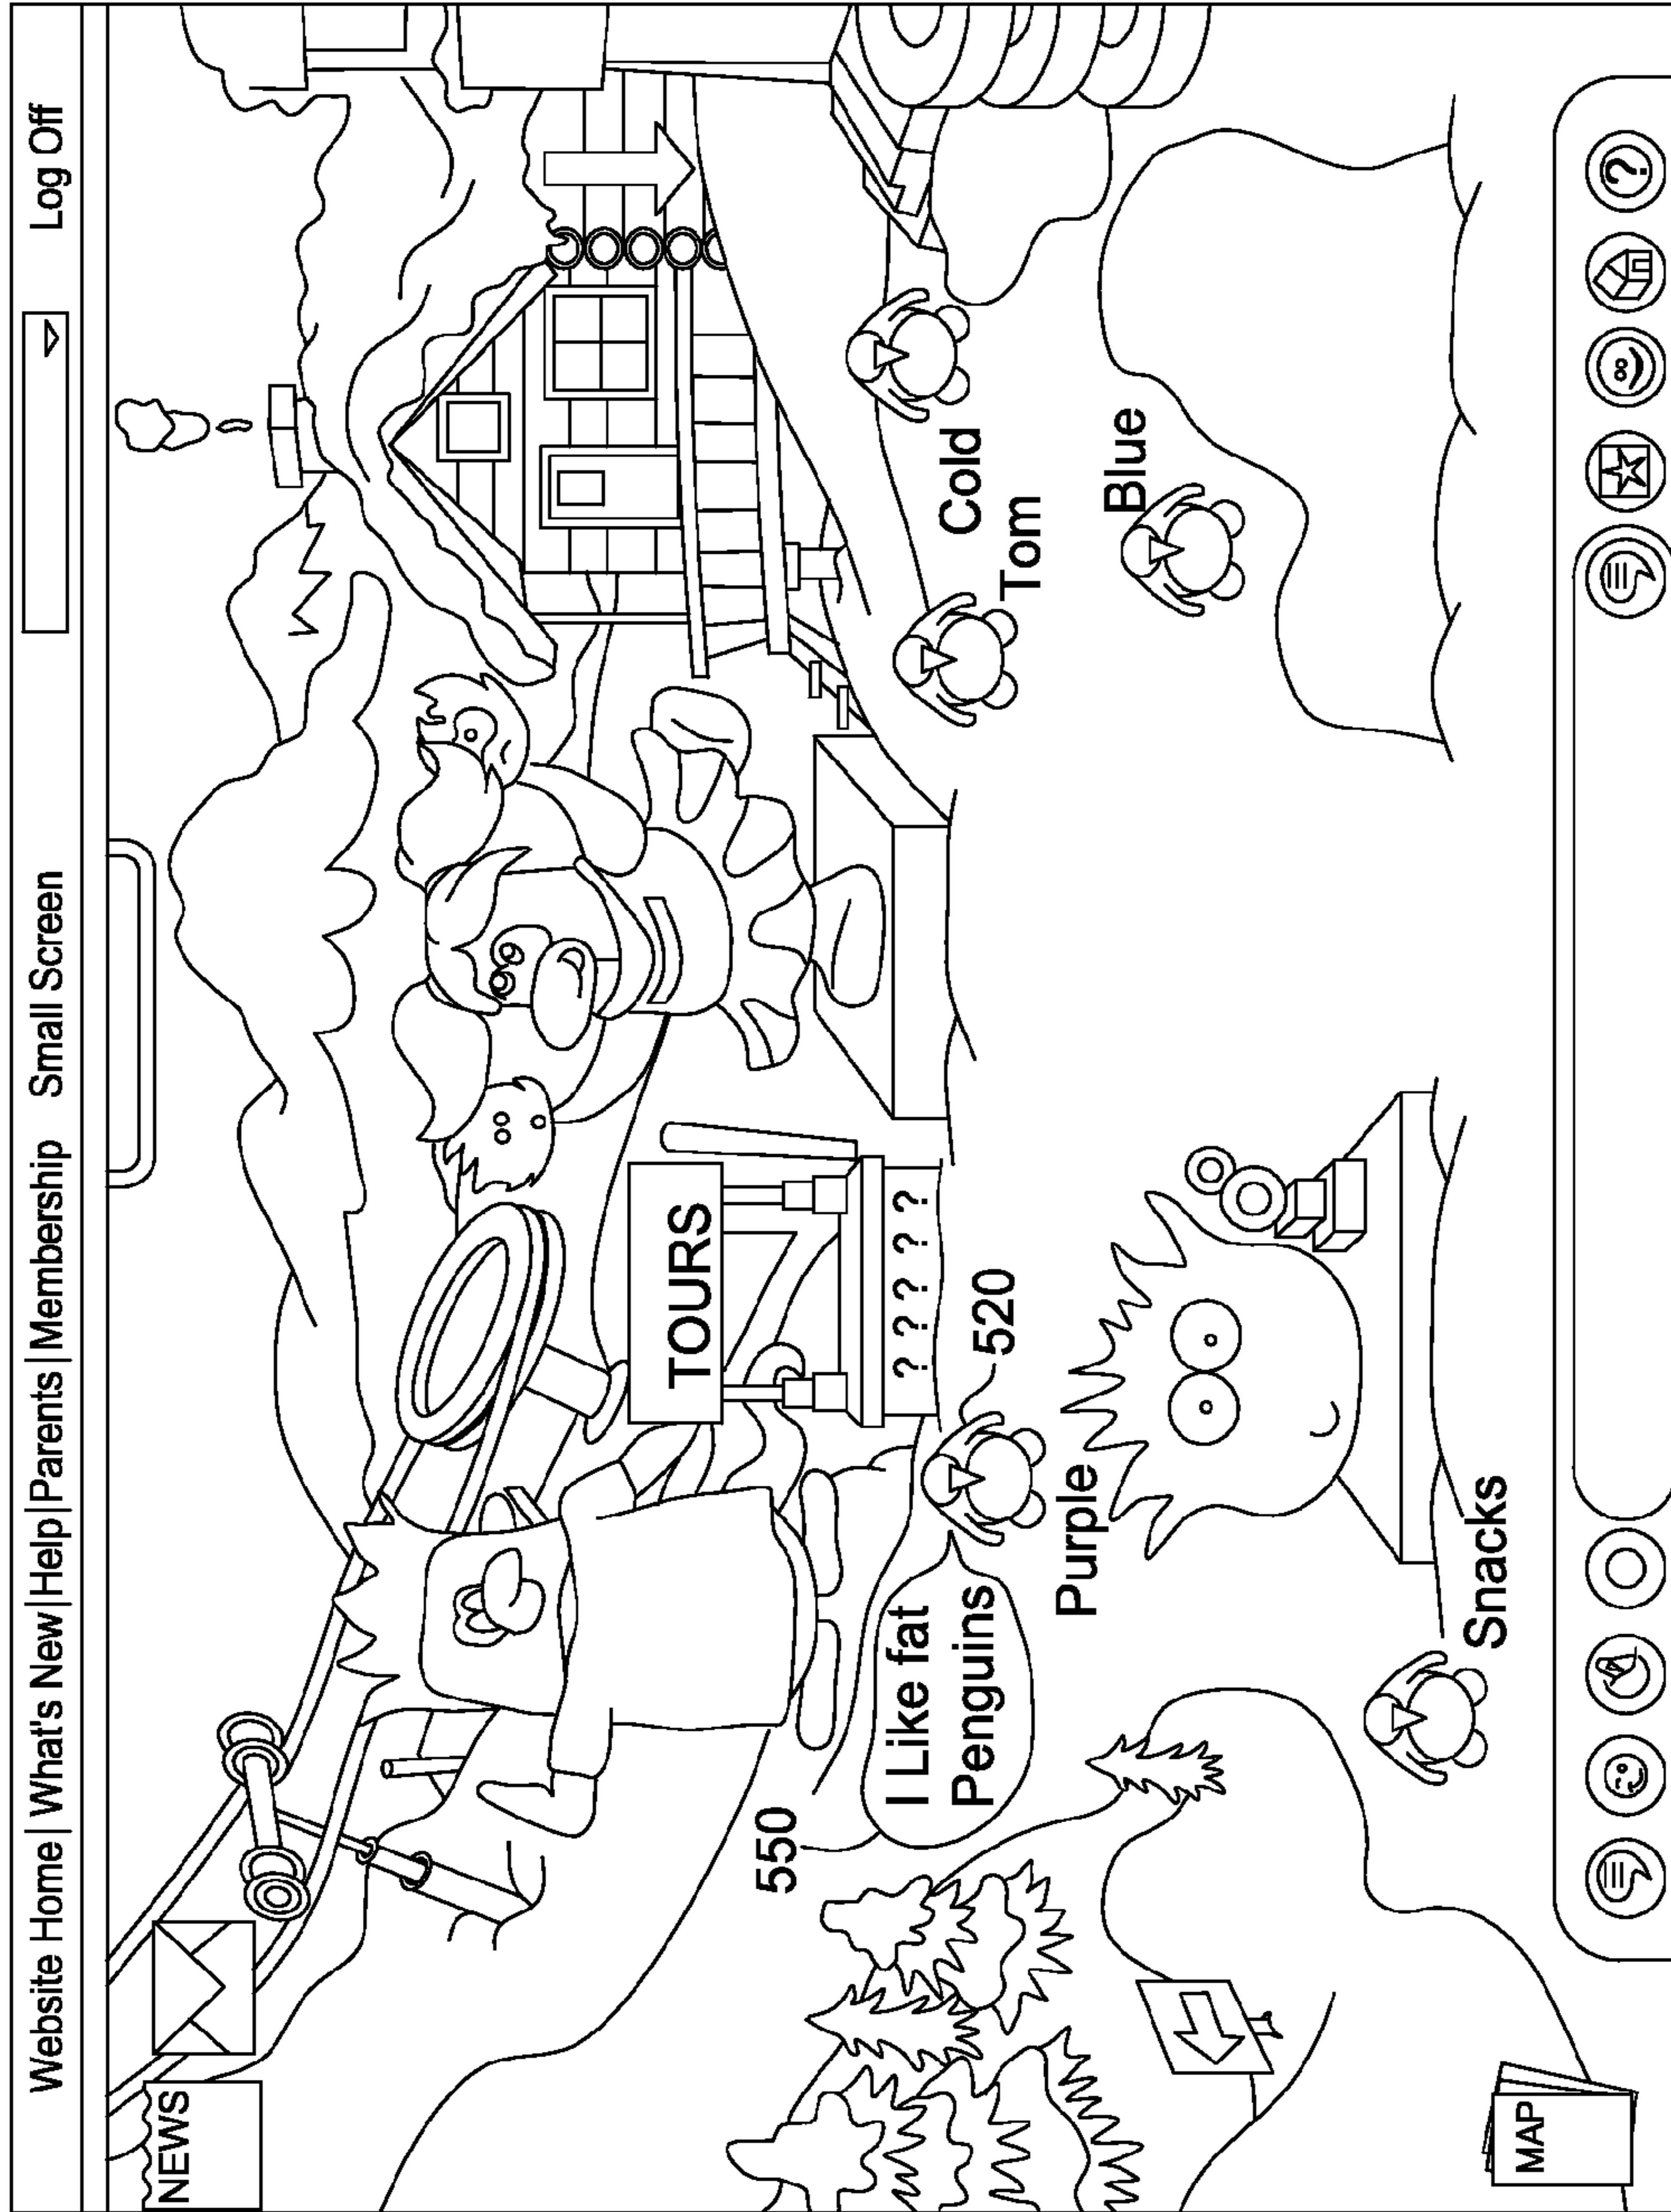 Website Home | What's New | Help | Parents | Membership Small Screen Log Off
NEWS
TOURS
? ? ? ? ?
550
I Like fat
Penguins
520
Purple
Cold
Tom
Blue
Snacks
MAP
?